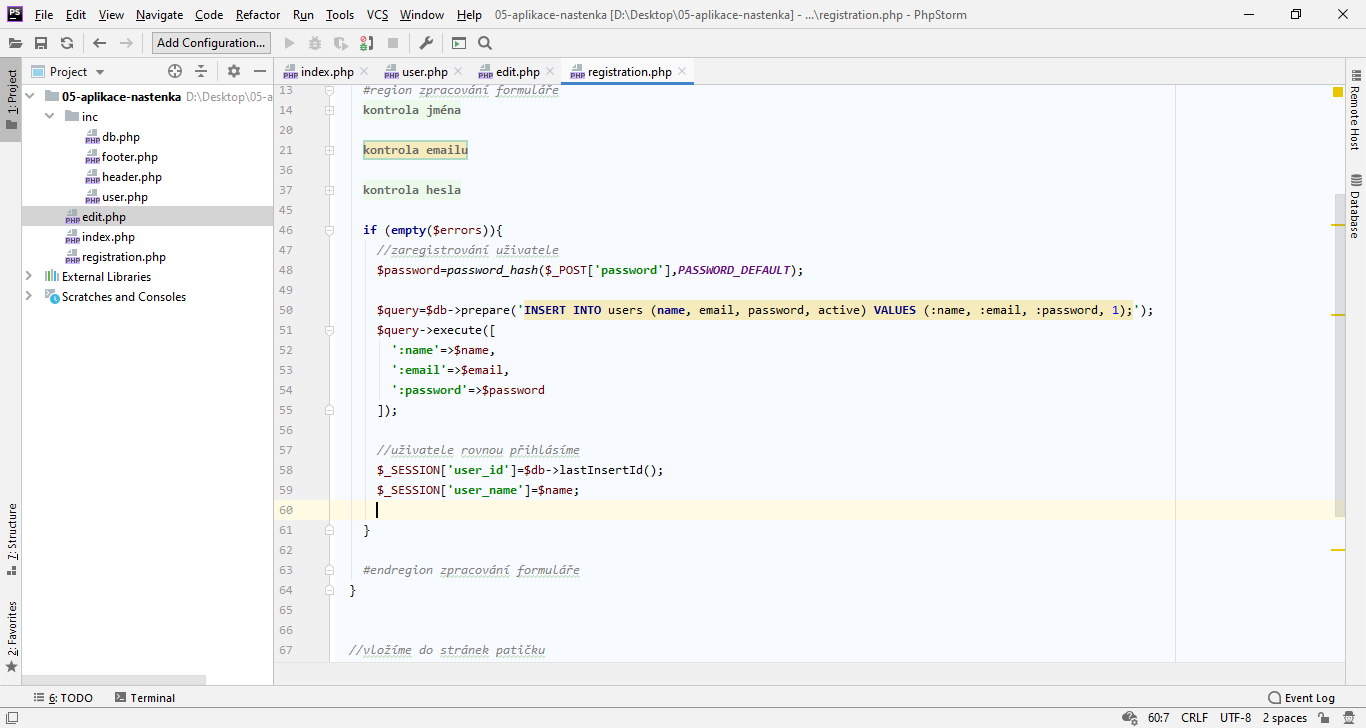 PS File Edit View Navigate Code Refactor Run Tools VCS Window Help 05-aplikace-nastenka [D:\Desktop\05-aplikace-nastenka] - ...\registration.php - PhpStorm
Add Configuration...
1: Project
Project
index.php user.php edit.php registration.php
05-aplikace-nastenka D:\Desktop\05-a
inc
db.php
footer.php
header.php
user.php
edit.php
index.php
registration.php
External Libraries
Scratches and Consoles
13 #region zpracování formuláře
14 kontrola jména
20
21 kontrola emailu
36
37 kontrola hesla
45
46 if (empty($errors)){
47 //zaregistrování uživatele
48 $password=password_hash($_POST['password'],PASSWORD_DEFAULT);
49
50 $query=$db->prepare('INSERT INTO users (name, email, password, active) VALUES (:name, :email, :password, 1);');
51 $query->execute([
52 ':name'=>$name,
53 ':email'=>$email,
54 ':password'=>$password
55 ]);
56
57 //uživatele rovnou přihlásíme
58 $_SESSION['user_id']=$db->lastInsertId();
59 $_SESSION['user_name']=$name;
60
61 }
62
63 #endregion zpracování formuláře
64 }
65
66
67 //vložíme do stránek patičku
Remote Host
Database
7: Structure
2: Favorites
6: TODO Terminal Event Log
60:7 CRLF UTF-8 2 spaces